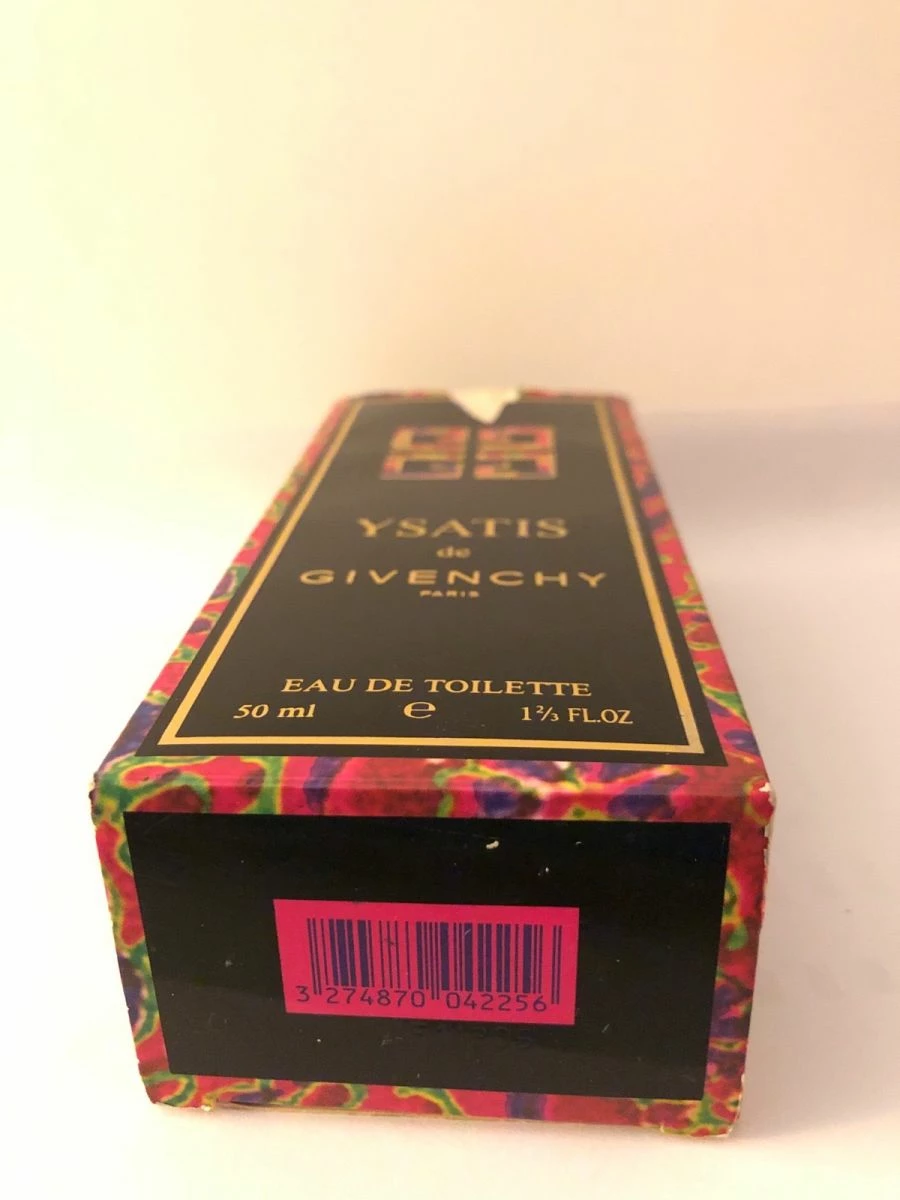 YSATIS
de
GIVENCHY
PARIS
EAU DE TOILETTE
50 ml ℮ 1⅔ FL.OZ
3 274870 042256